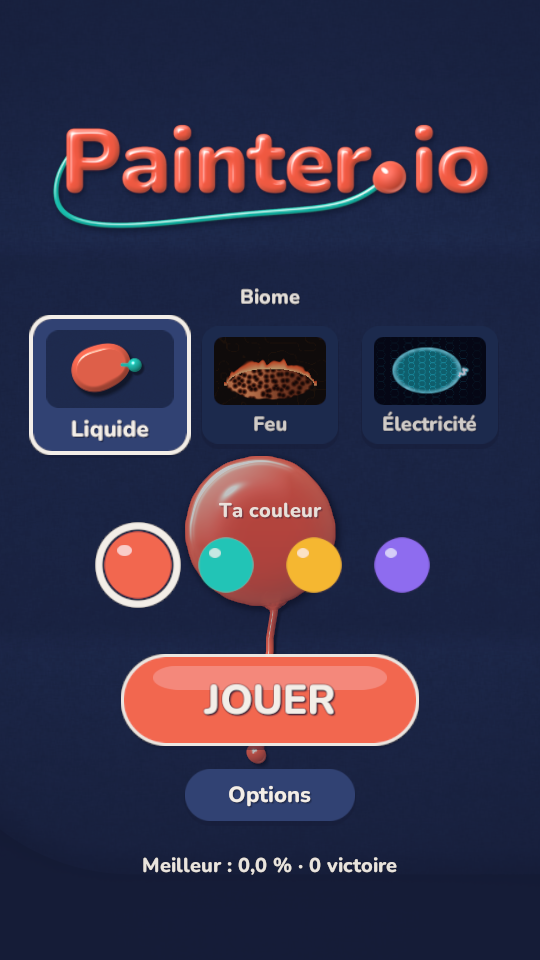 Painter.io
Biome
Liquide
Feu
Électricité
Ta couleur
JOUER
Options
Meilleur : 0,0 % · 0 victoire